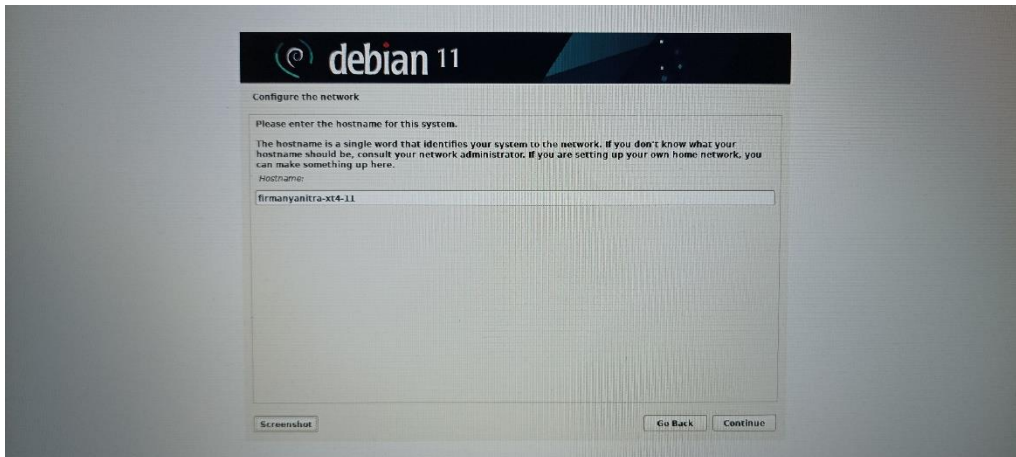 debian 11
Configure the network
Please enter the hostname for this system.
The hostname is a single word that identifies your system to the network. If you don't know what your
hostname should be, consult your network administrator. If you are setting up your own home network, you
can make something up here.
Hostname:
firmanyanitra-xt4-11
Screenshot
Go Back
Continue